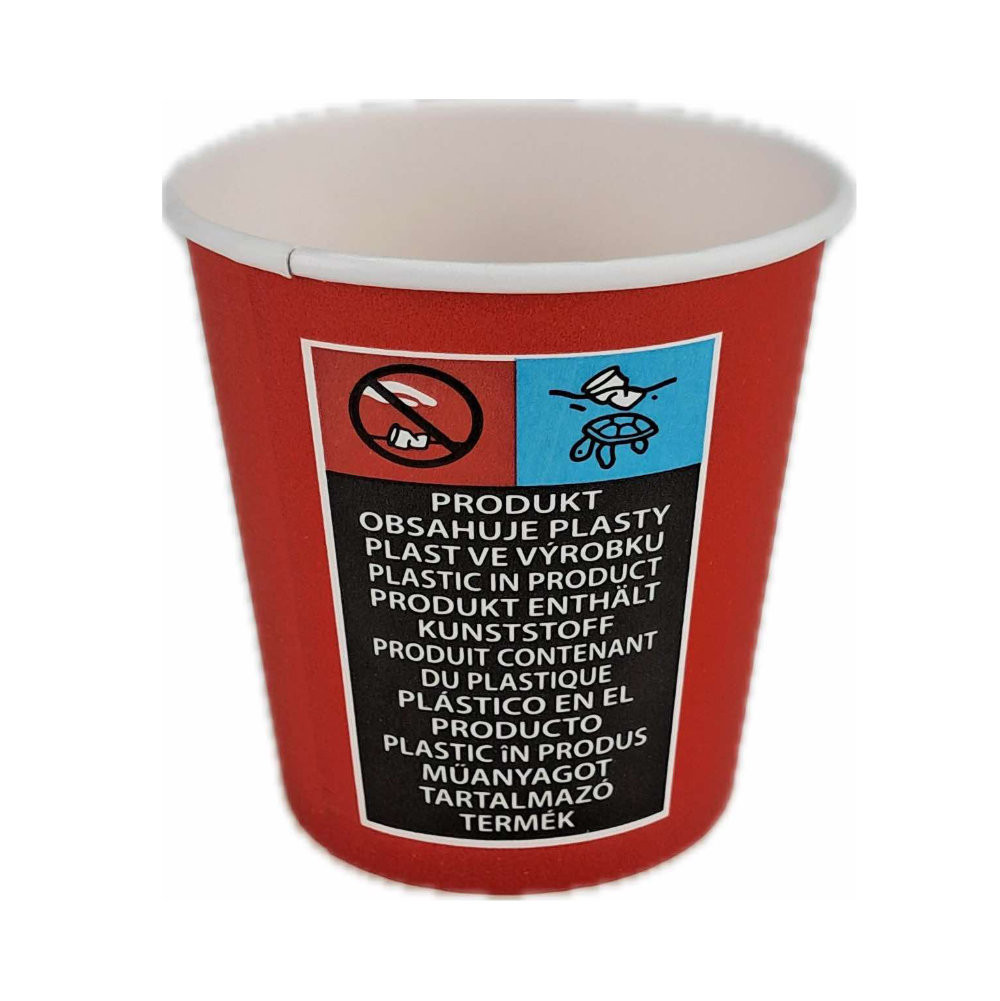 PRODUKT
OBSAHUJE PLASTY
PLAST VE VÝROBKU
PLASTIC IN PRODUCT
PRODUKT ENTHÄLT
KUNSTSTOFF
PRODUIT CONTENANT
DU PLASTIQUE
PLÁSTICO EN EL
PRODUCTO
PLASTIC îN PRODUS
MŰANYAGOT
TARTALMAZÓ
TERMÉK